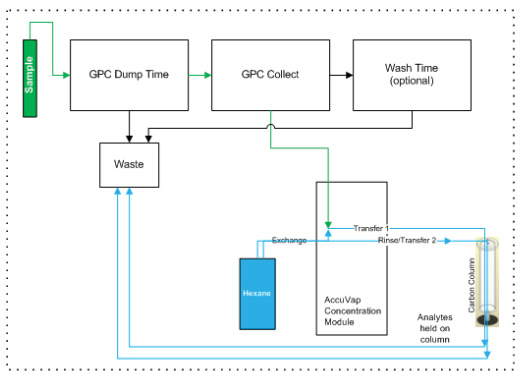 Sample
GPC Dump Time
GPC Collect
Wash Time
(optional)
Waste
Transfer 1
Exchange
Rinse/Transfer 2
Hexane
AccuVap
Concentration
Module
Carbon Column
Analytes
held on
column